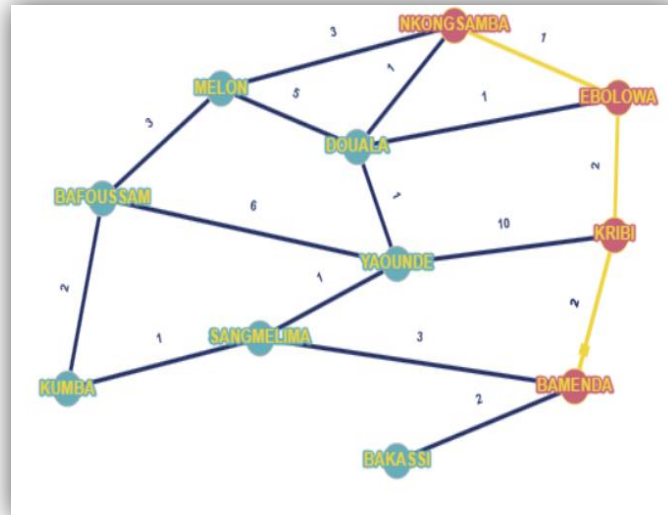 NKONGSAMBA
3
1
1
MELON
5
1
EBOLOWA
3
DOUALA
2
BAFOUSSAM
6
1
10
KRIBI
YAOUNDE
2
1
2
SANGMELIMA
1
3
KUMBA
BAMENDA
2
BAKASSI